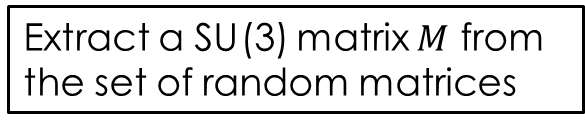 Extract a SU(3) matrix M from
the set of random matrices